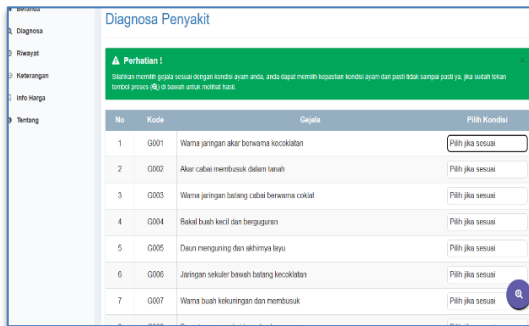 Beranda
Diagnosa Penyakit
Diagnosa
Riwayat
Keterangan
Info Harga
Tentang
Perhatian !
Silahkan memilih gejala sesuai dengan kondisi ayam anda, anda dapat memilih kepastian kondisi ayam dari pasti tidak sampai pasti ya, jika sudah tekan
tombol proses () di bawah untuk melihat hasil.
No Kode Gejala Pilih Kondisi
1 G001 Warna jaringan akar berwarna kecoklatan Pilih jika sesuai
2 G002 Akar cabai membusuk dalam tanah Pilih jika sesuai
3 G003 Warna jaringan batang cabai berwarna coklat Pilih jika sesuai
4 G004 Bakal buah kecil dan berguguran Pilih jika sesuai
5 G005 Daun menguning dan akhirnya layu Pilih jika sesuai
6 G006 Jaringan sekuler bawah batang kecoklatan Pilih jika sesuai
7 G007 Warna buah kekuningan dan membusuk Pilih jika sesuai